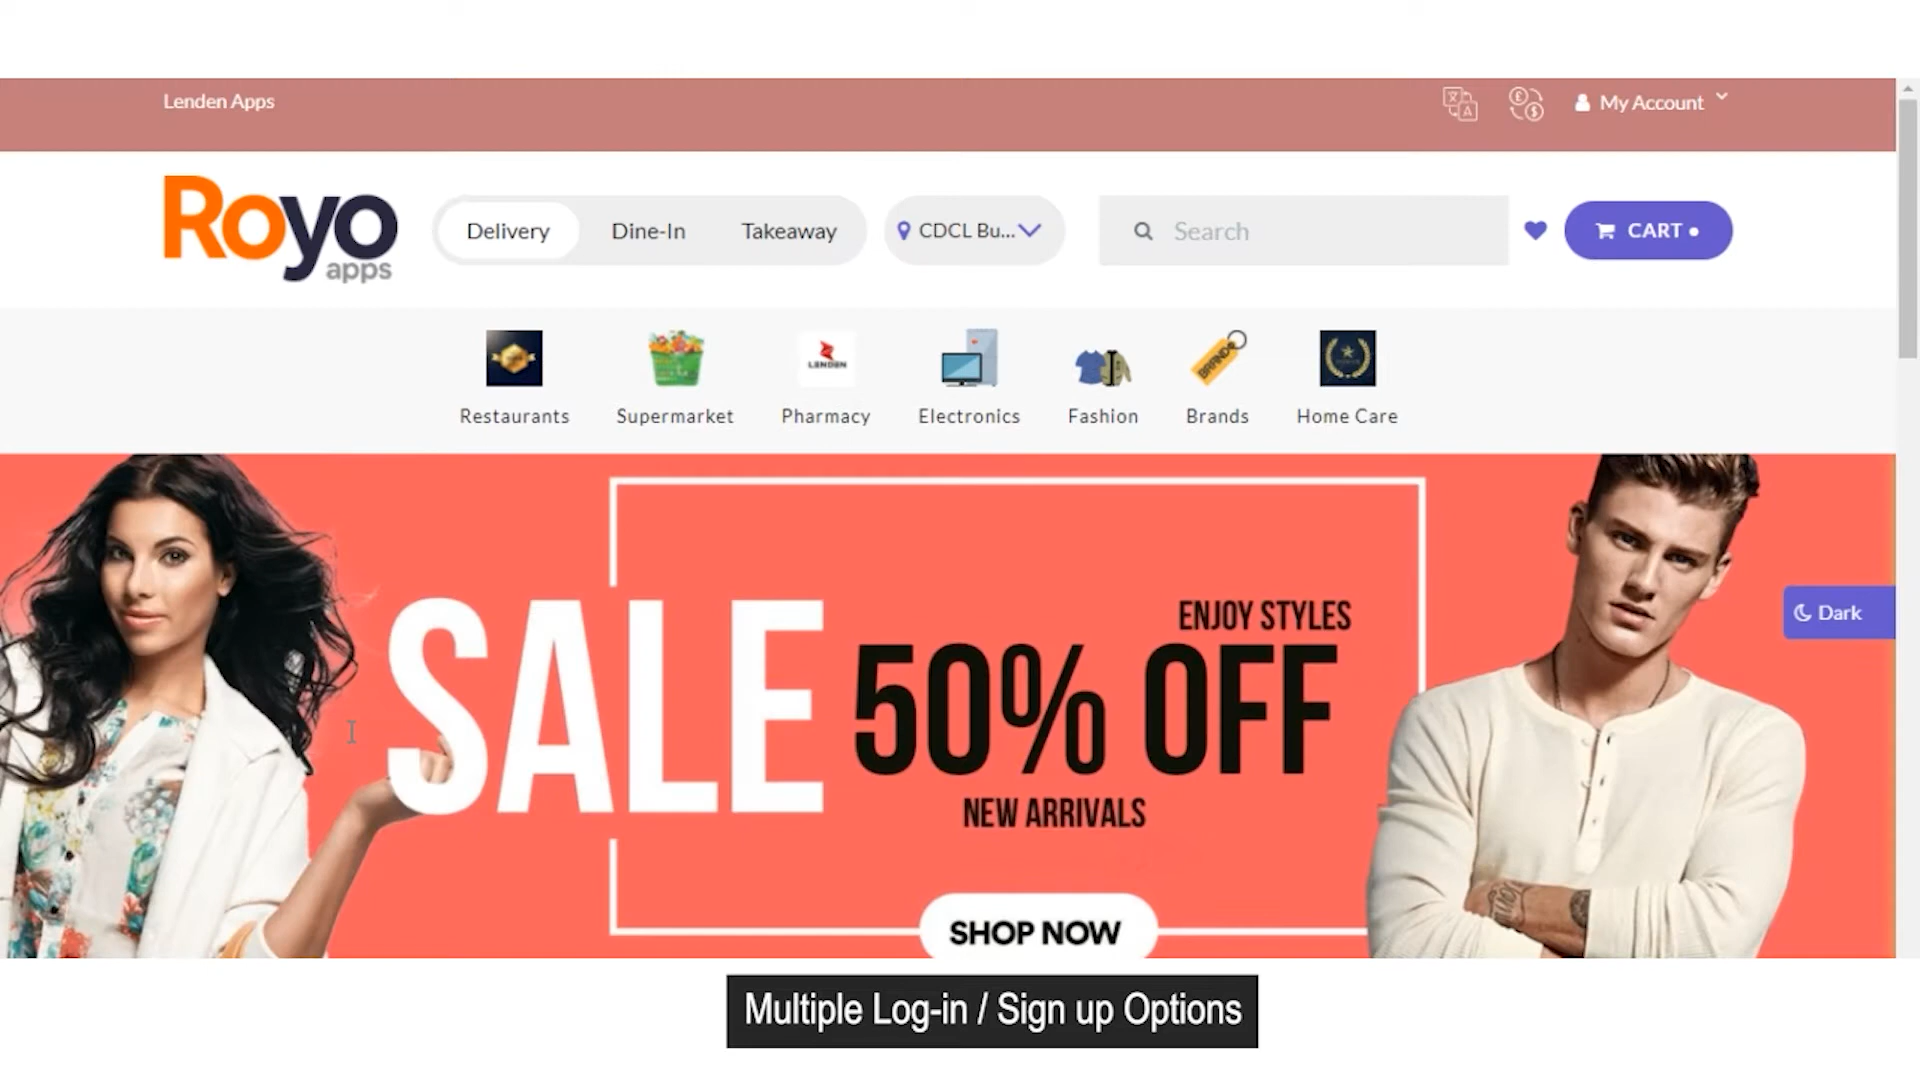 Lenden Apps
My Account
Royo
apps
Delivery
Dine-In
Takeaway
CDCL Bu...
Search
CART
LENDEN
BRANDS
Restaurants
Supermarket
Pharmacy
Electronics
Fashion
Brands
Home Care
ENJOY STYLES
SALE
50% OFF
NEW ARRIVALS
Dark
SHOP NOW
Multiple Log-in / Sign up Options